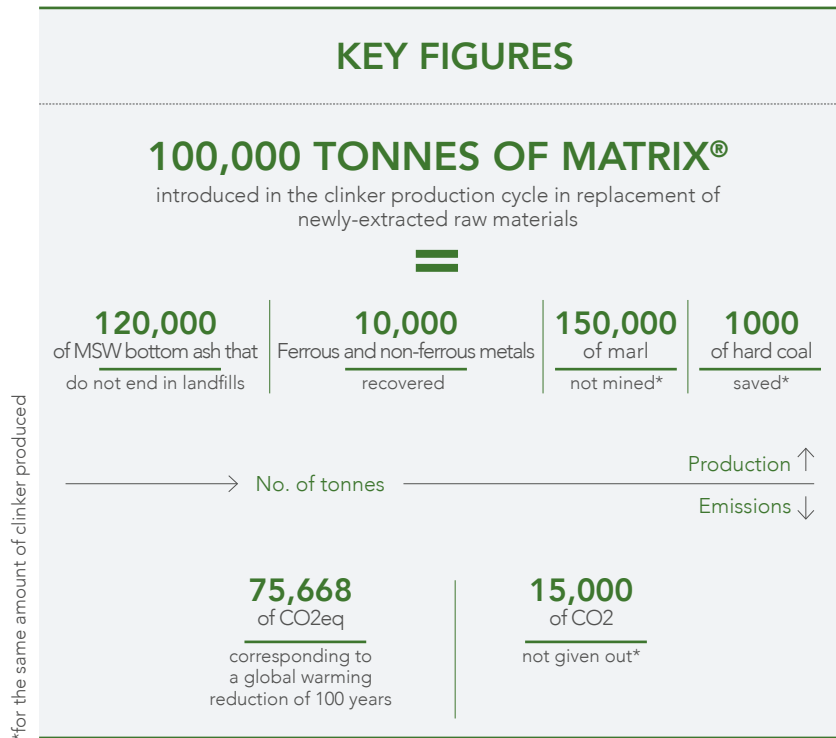 KEY FIGURES
100,000 TONNES OF MATRIX®
introduced in the clinker production cycle in replacement of
newly-extracted raw materials
=
120,000
of MSW bottom ash that
do not end in landfills
10,000
Ferrous and non-ferrous metals
recovered
150,000
of marl
not mined*
1000
of hard coal
saved*
No. of tonnes
Production ↑
Emissions ↓
75,668
of CO2eq
corresponding to
a global warming
reduction of 100 years
15,000
of CO2
not given out*
*for the same amount of clinker produced